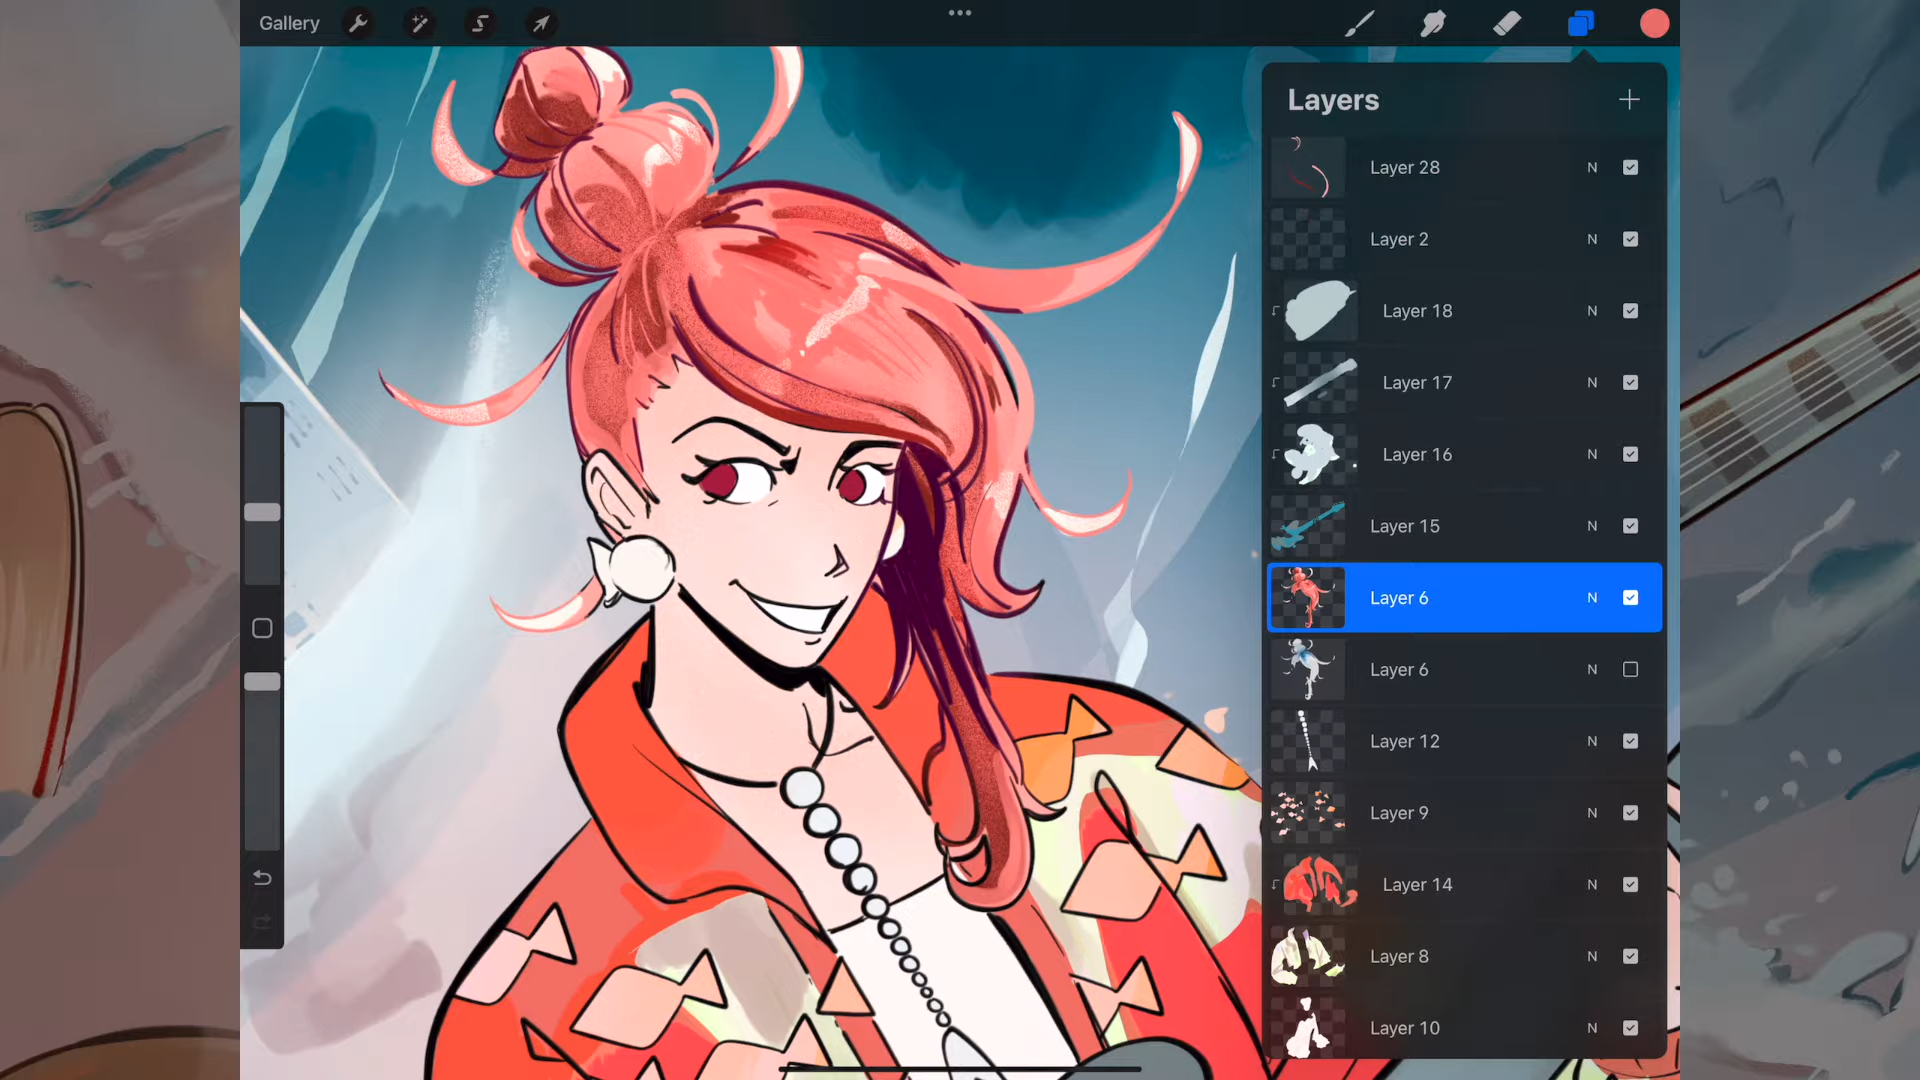 Gallery
Layers
Layer 28 N
Layer 2 N
Layer 18 N
Layer 17 N
Layer 16 N
Layer 15 N
Layer 6 N
Layer 6 N
Layer 12 N
Layer 9 N
Layer 14 N
Layer 8 N
Layer 10 N